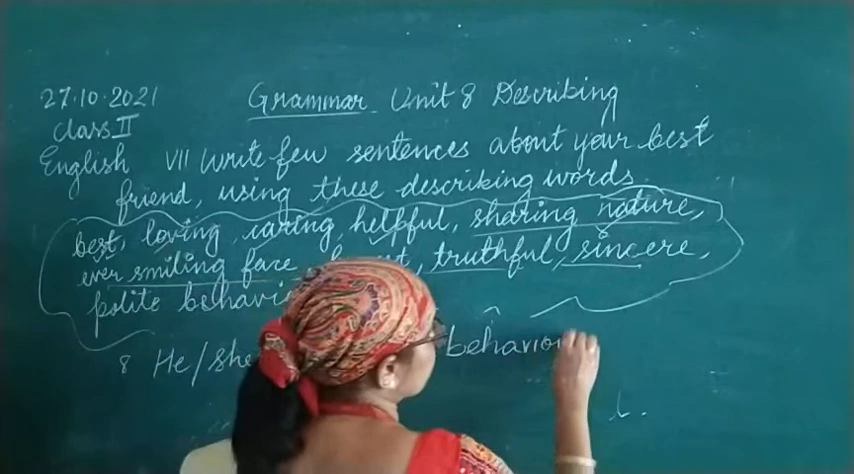 27.10.2021 Grammar Unit 8 Describing
Class II
English VII Write few sentences about your best
friend, using these describing words.
best, loving, caring, helpful, sharing nature,
ever smiling face, truthful, sincere,
polite
8 He/she behaviou